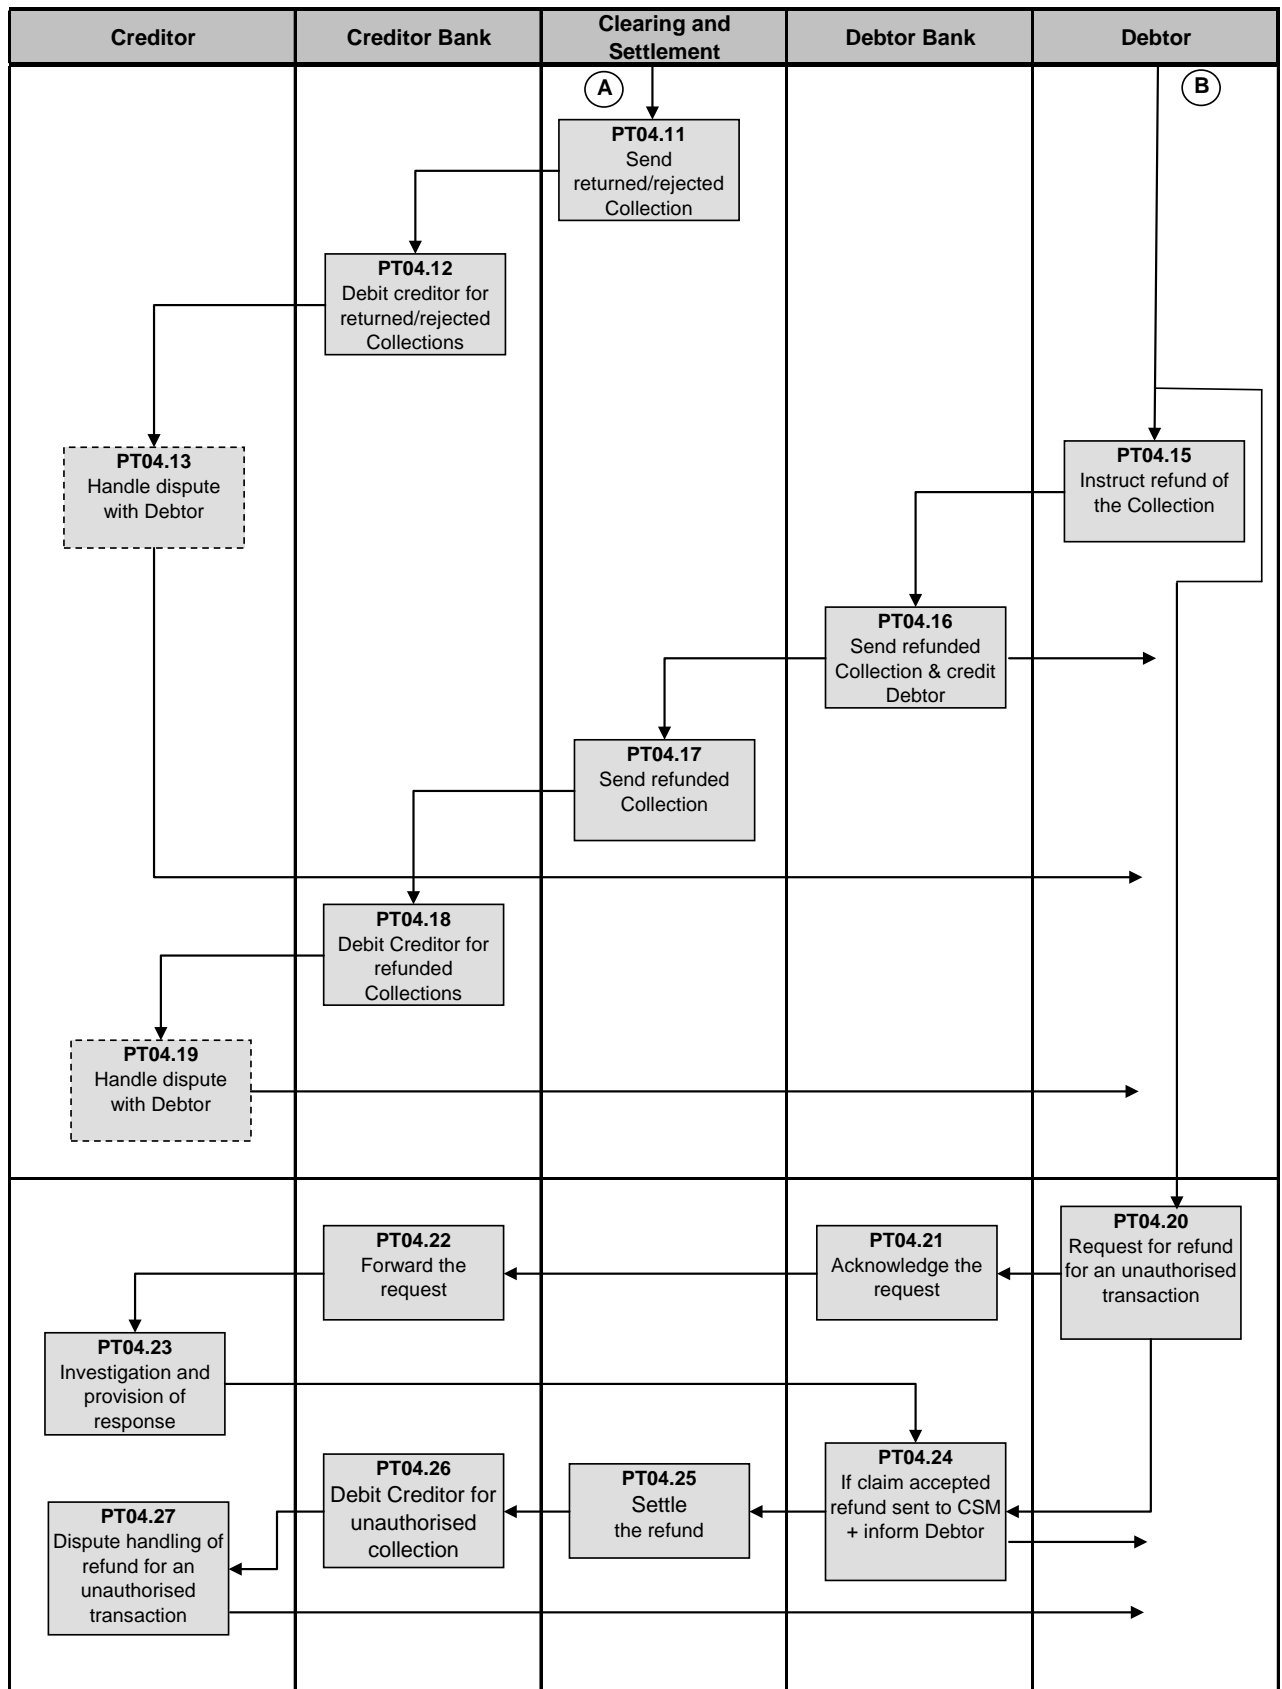 Creditor
Creditor Bank
Clearing and
Settlement
Debtor Bank
Debtor
A
B
PT04.11
Send
returned/rejected
Collection
PT04.12
Debit creditor for
returned/rejected
Collections
PT04.13
Handle dispute
with Debtor
PT04.15
Instruct refund of
the Collection
PT04.16
Send refunded
Collection & credit
Debtor
PT04.17
Send refunded
Collection
PT04.18
Debit Creditor for
refunded
Collections
PT04.19
Handle dispute
with Debtor
PT04.20
Request for refund
for an unauthorised
transaction
PT04.21
Acknowledge the
request
PT04.22
Forward the
request
PT04.23
Investigation and
provision of
response
PT04.24
If claim accepted
refund sent to CSM
+ inform Debtor
PT04.25
Settle
the refund
PT04.26
Debit Creditor for
unauthorised
collection
PT04.27
Dispute handling of
refund for an
unauthorised
transaction